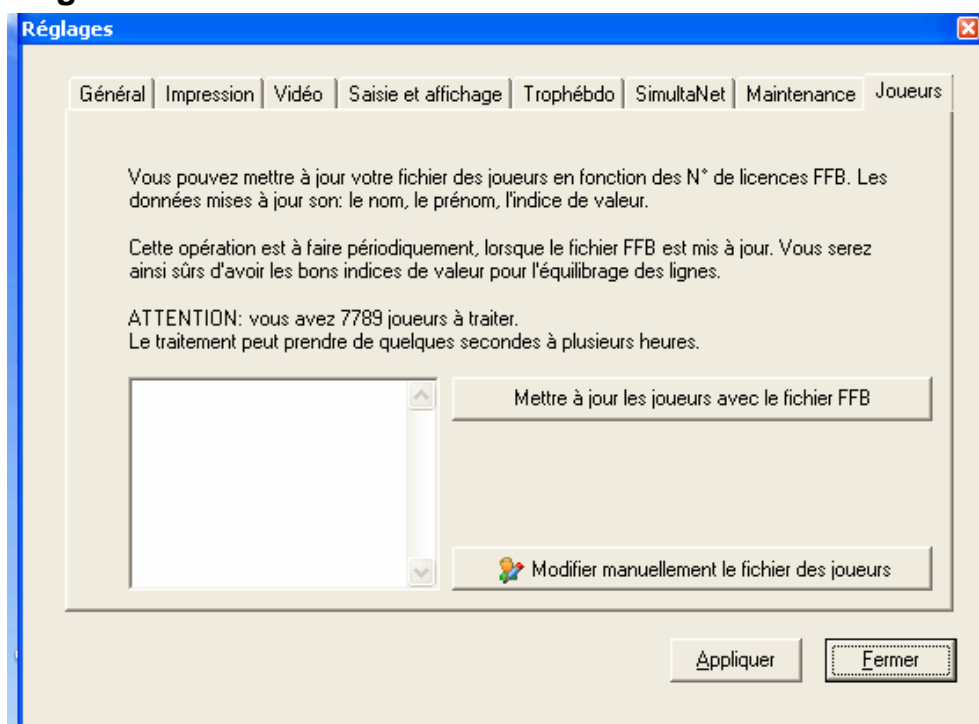 Réglages
Général Impression Vidéo Saisie et affichage Trophébdo SimultaNet Maintenance Joueurs
Vous pouvez mettre à jour votre fichier des joueurs en fonction des N° de licences FFB. Les
données mises à jour son: le nom, le prénom, l'indice de valeur.
Cette opération est à faire périodiquement, lorsque le fichier FFB est mis à jour. Vous serez
ainsi sûrs d'avoir les bons indices de valeur pour l'équilibrage des lignes.
ATTENTION: vous avez 7789 joueurs à traiter.
Le traitement peut prendre de quelques secondes à plusieurs heures.
Mettre à jour les joueurs avec le fichier FFB
Modifier manuellement le fichier des joueurs
Appliquer Fermer